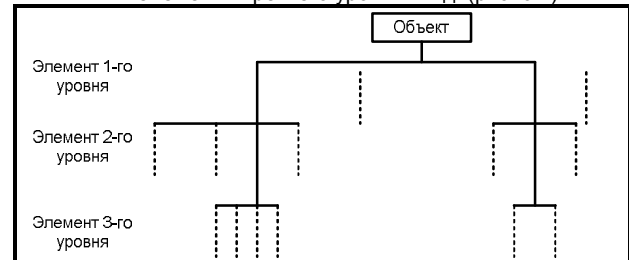 Объект
Элемент 1-го
уровня
Элемент 2-го
уровня
Элемент 3-го
уровня